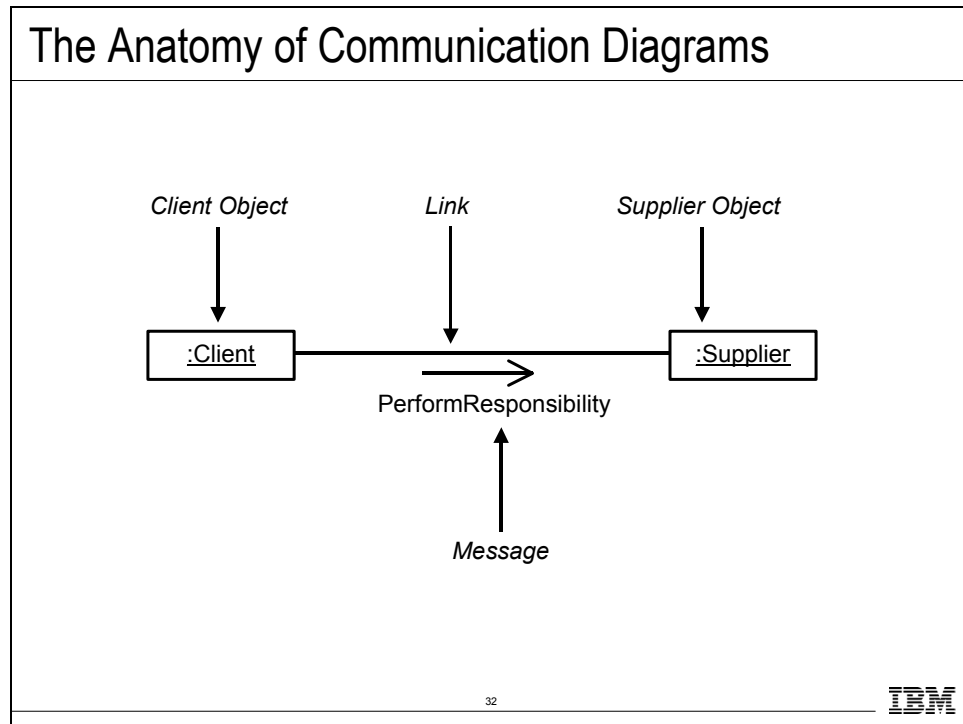 The Anatomy of Communication Diagrams
Client Object
Link
Supplier Object
:Client
:Supplier
PerformResponsibility
Message
32
IBM